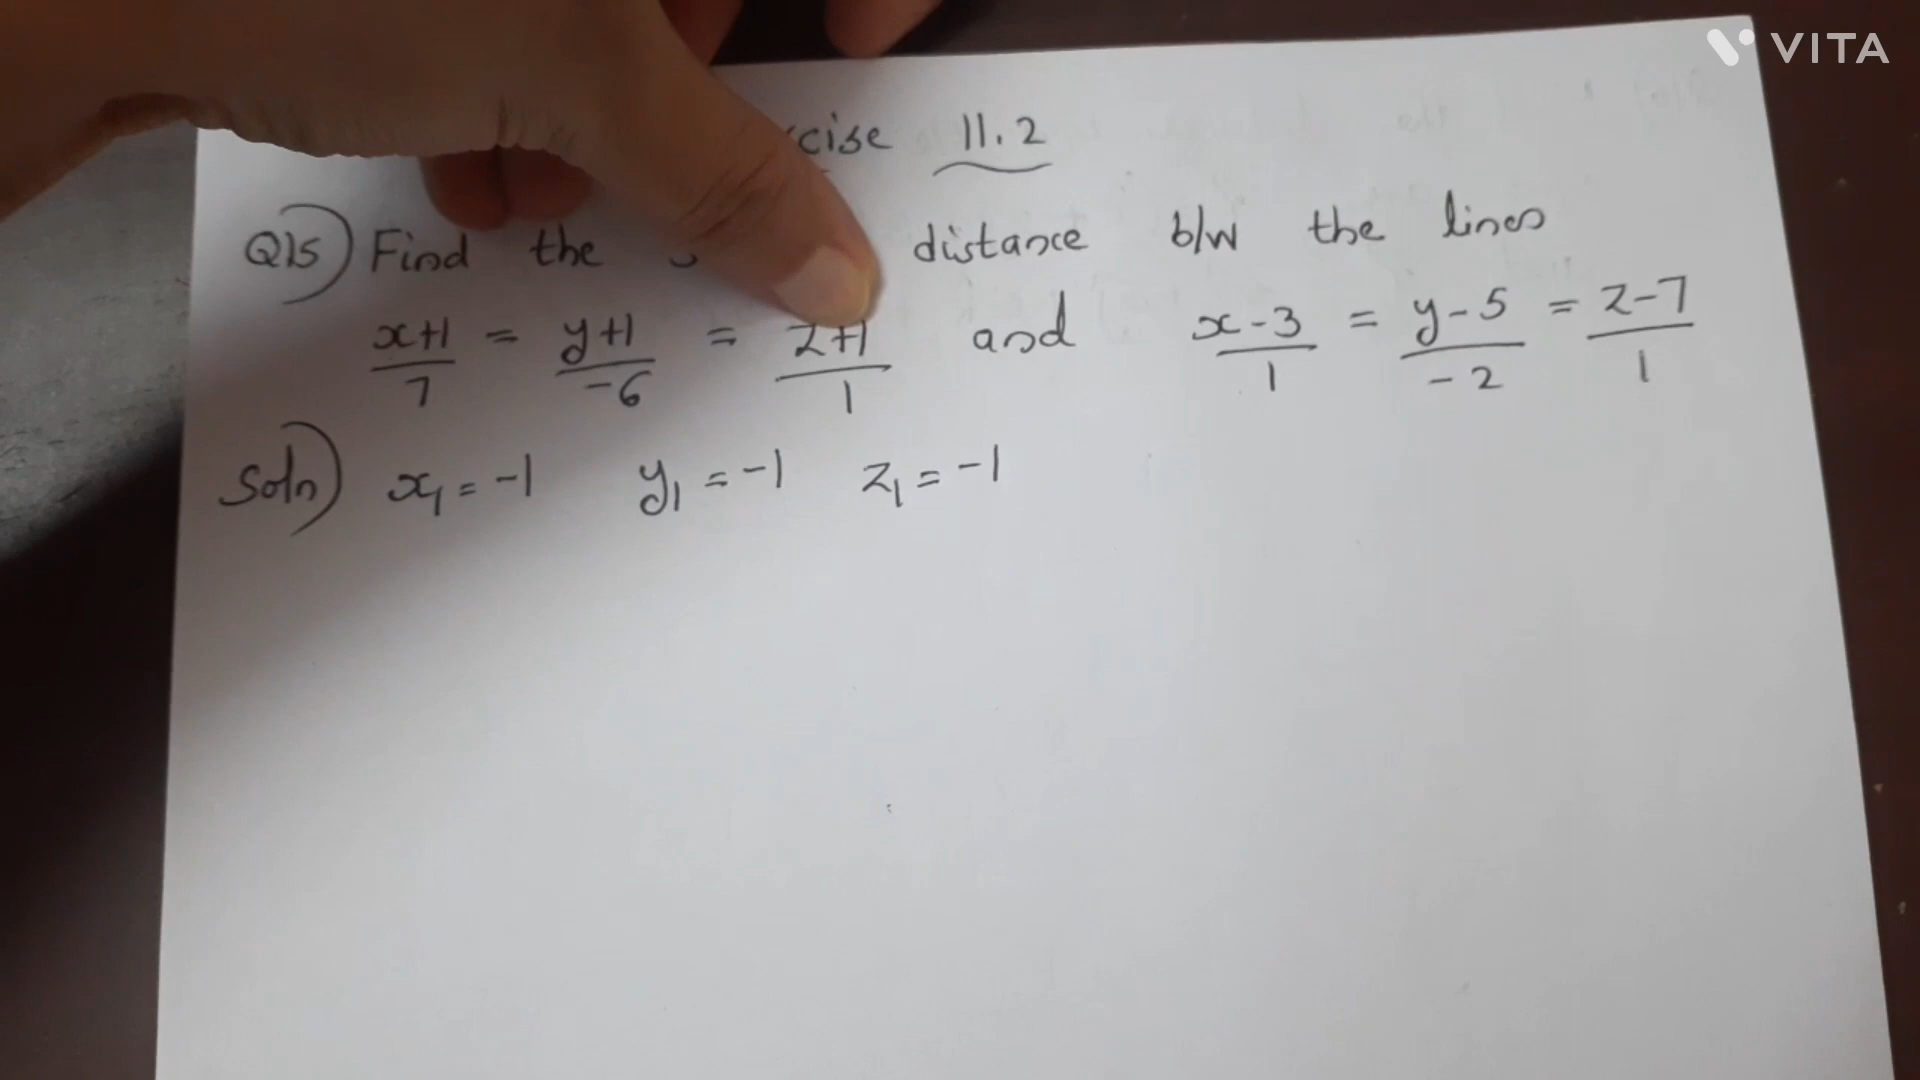 VITA
cise 11.2
Q15) Find the distance b/w the lines
x+1/7 = y+1/-6 = z+1/1 and x-3/1 = y-5/-2 = z-7/1
Soln) x₁ = -1 y₁ = -1 z₁ = -1